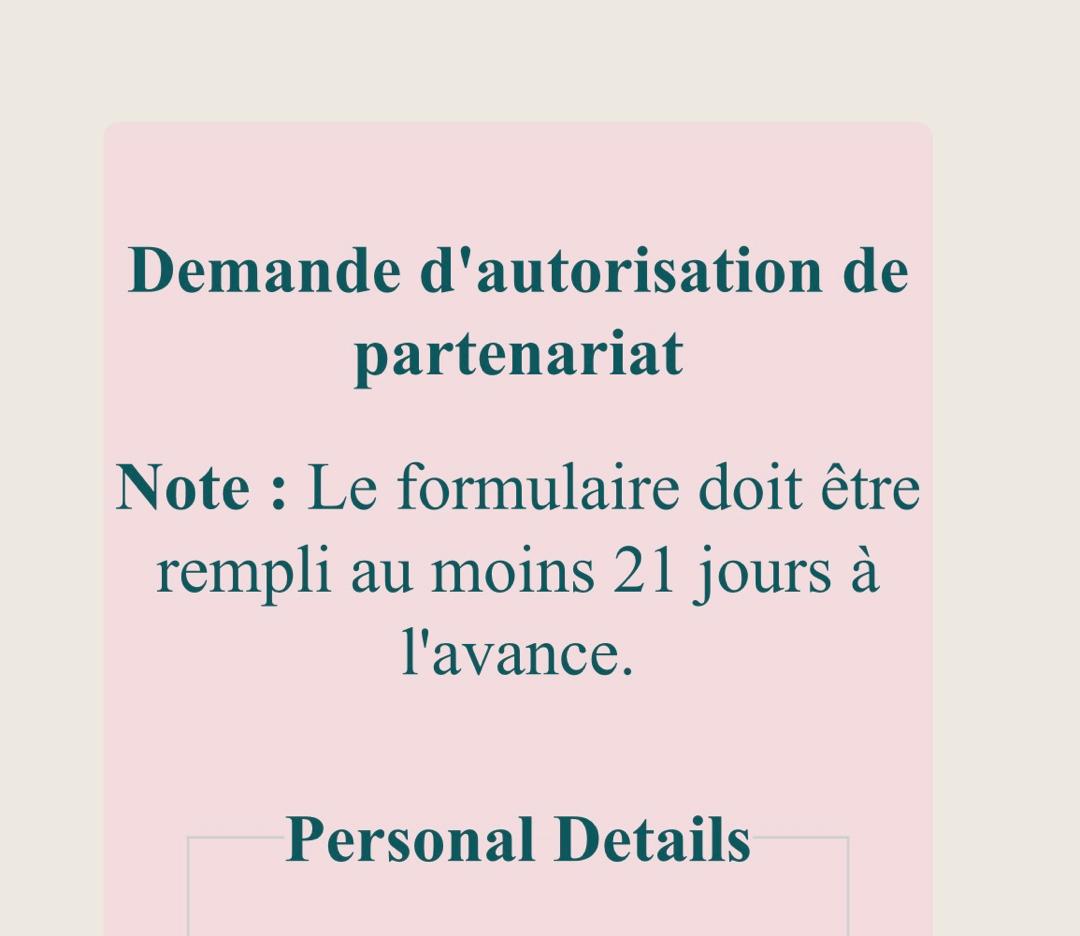 Demande d'autorisation de
partenariat
Note : Le formulaire doit être
rempli au moins 21 jours à
l'avance.
Personal Details